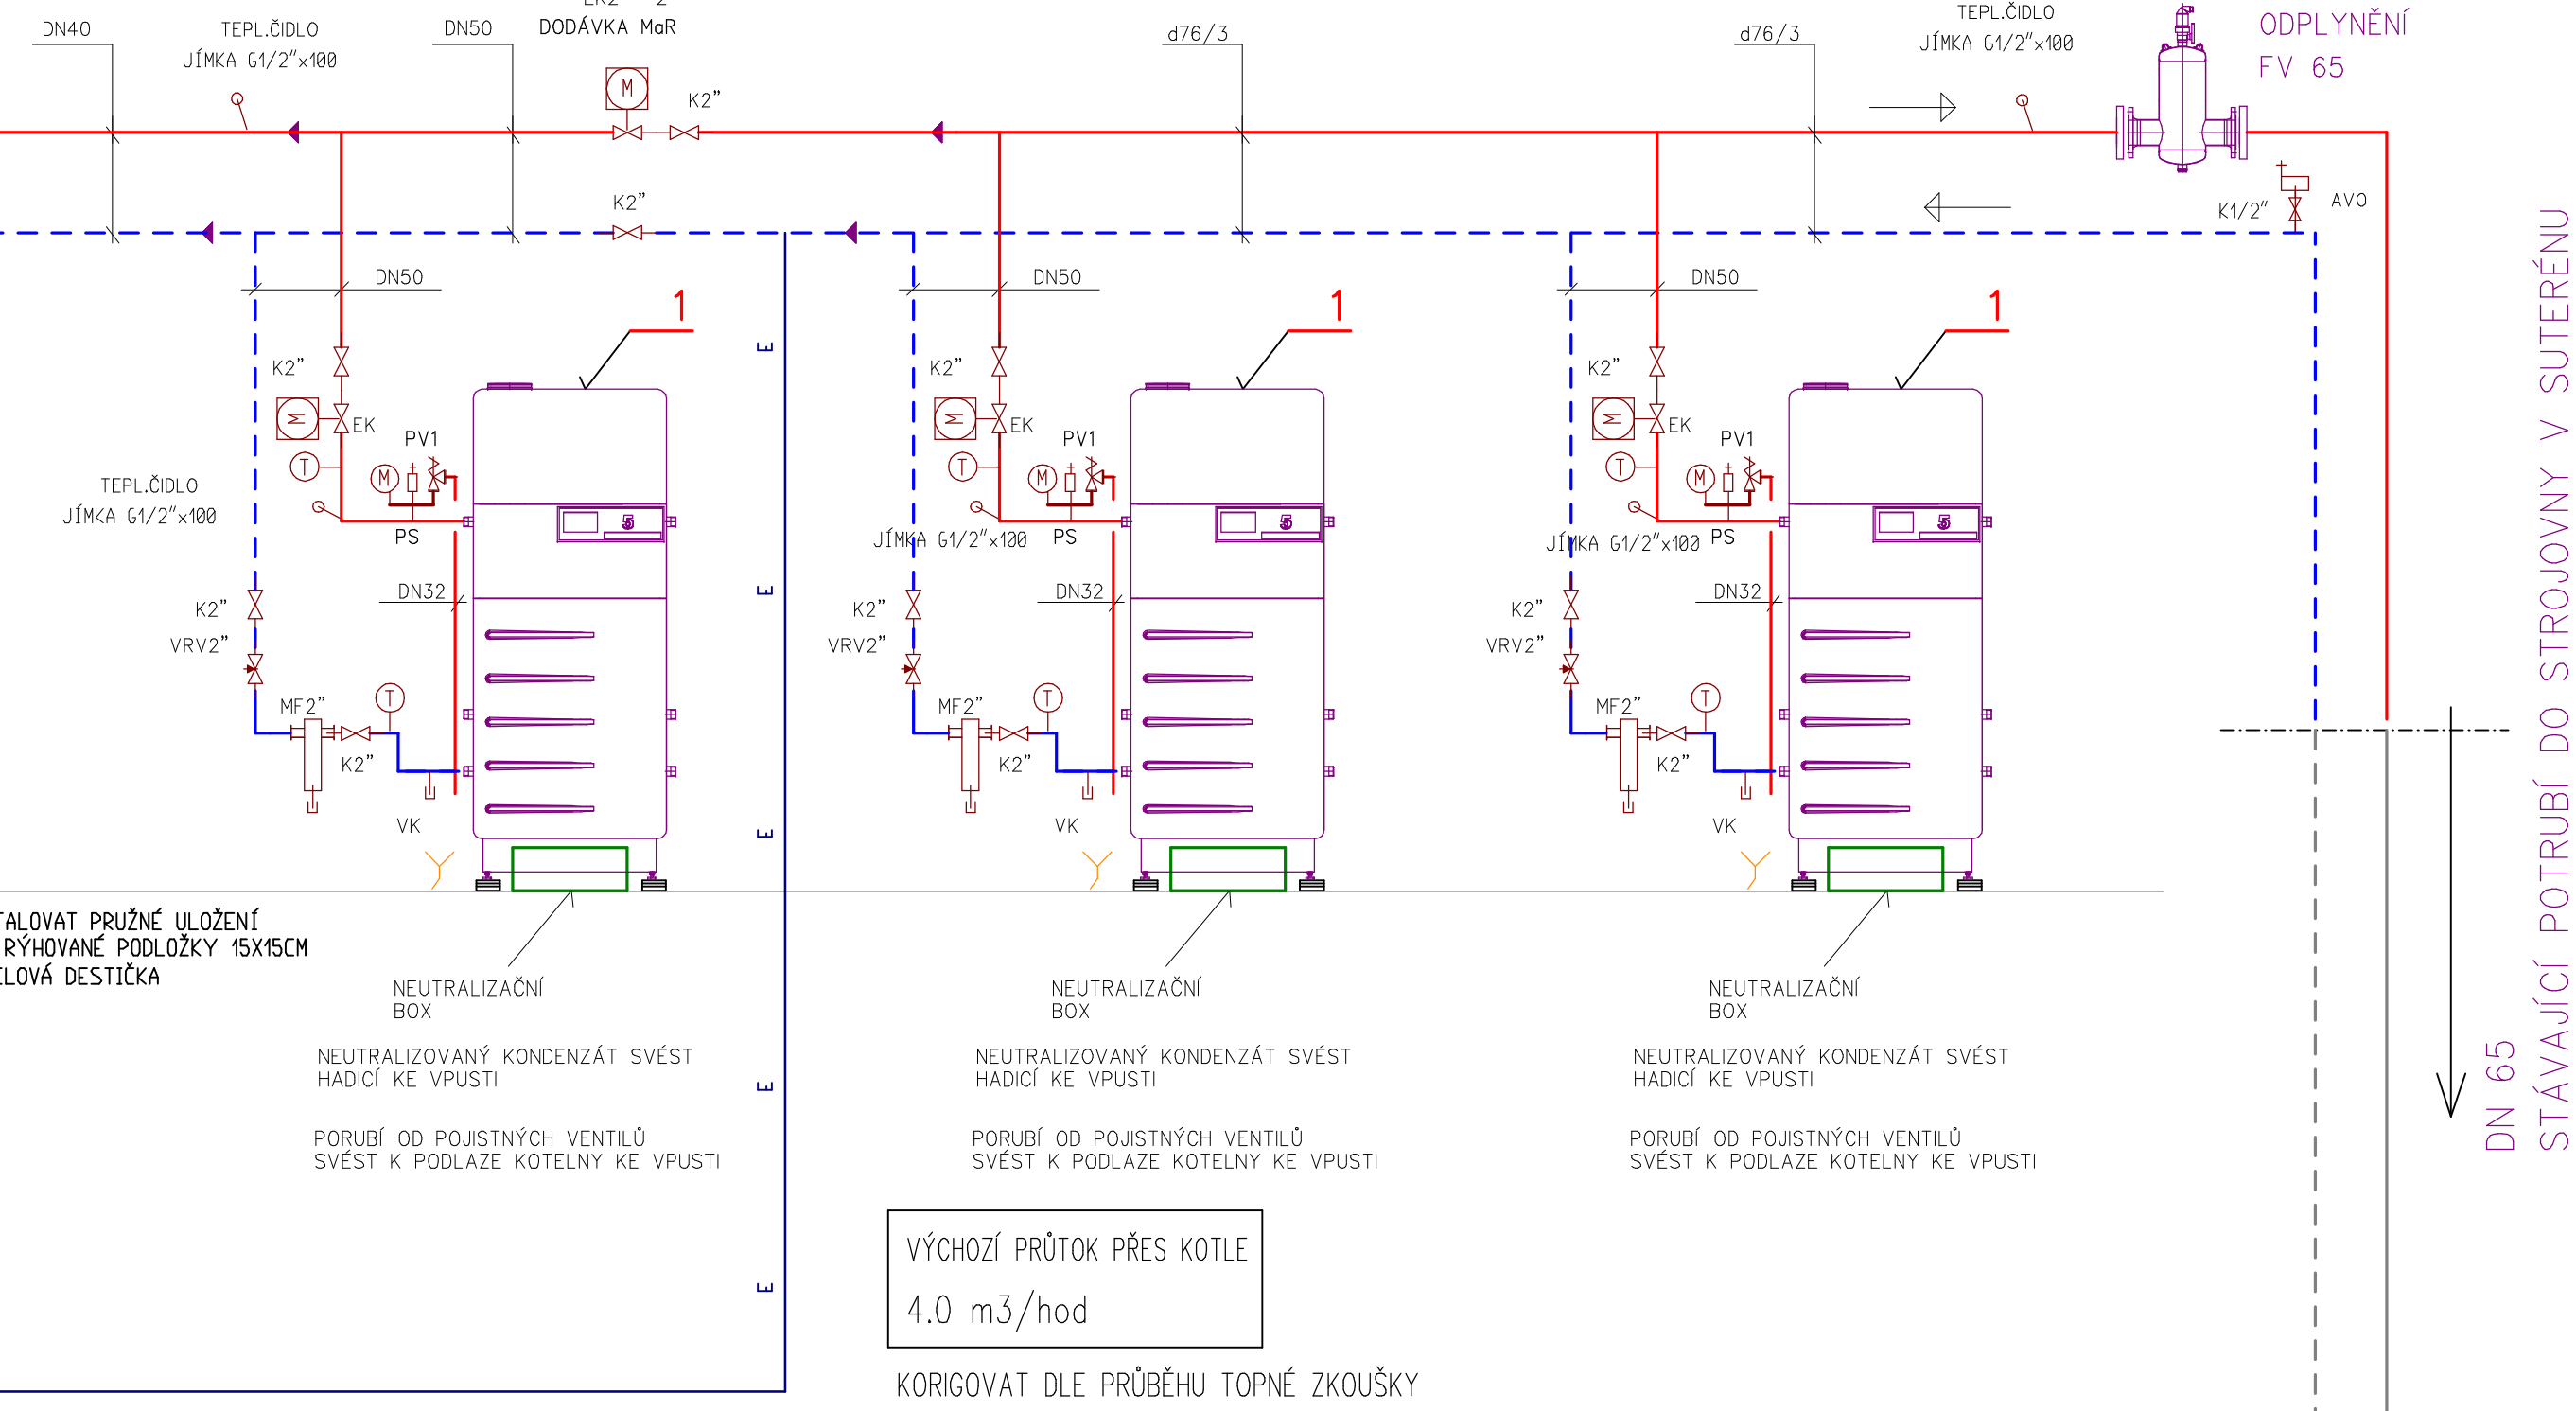 DN40
TEPL.ČIDLO
JÍMKA G1/2"x100
DN50
DODÁVKA MaR
M
K2"
d76/3
d76/3
TEPL.ČIDLO
JÍMKA G1/2"x100
ODPLYNĚNÍ
FV 65
K2"
K1/2"
AVO
DN50
1
DN50
1
DN50
1
K2"
M
EK
T
PV1
M
TEPL.ČIDLO
JÍMKA G1/2"x100
PS
5
DN32
K2"
VRV2"
MF2"
T
K2"
VK
K2"
M
EK
T
PV1
M
JÍMKA G1/2"x100
PS
5
DN32
K2"
VRV2"
MF2"
T
K2"
VK
K2"
M
EK
T
PV1
M
JÍMKA G1/2"x100
PS
5
DN32
K2"
VRV2"
MF2"
T
K2"
VK
E
E
E
E
E
TALOVAT PRUŽNÉ ULOŽENÍ
RÝHOVANÉ PODLOŽKY 15X15CM
ELOVÁ DESTIČKA
NEUTRALIZAČNÍ
BOX
NEUTRALIZOVANÝ KONDENZÁT SVÉST
HADICÍ KE VPUSTI
PORUBÍ OD POJISTNÝCH VENTILŮ
SVÉST K PODLAZE KOTELNY KE VPUSTI
NEUTRALIZAČNÍ
BOX
NEUTRALIZOVANÝ KONDENZÁT SVÉST
HADICÍ KE VPUSTI
PORUBÍ OD POJISTNÝCH VENTILŮ
SVÉST K PODLAZE KOTELNY KE VPUSTI
NEUTRALIZAČNÍ
BOX
NEUTRALIZOVANÝ KONDENZÁT SVÉST
HADICÍ KE VPUSTI
PORUBÍ OD POJISTNÝCH VENTILŮ
SVÉST K PODLAZE KOTELNY KE VPUSTI
VÝCHOZÍ PRŮTOK PŘES KOTLE
4.0 m3/hod
KORIGOVAT DLE PRŮBĚHU TOPNÉ ZKOUŠKY
DN 65
STÁVAJÍCÍ POTRUBÍ DO STROJOVNY V SUTERÉNU